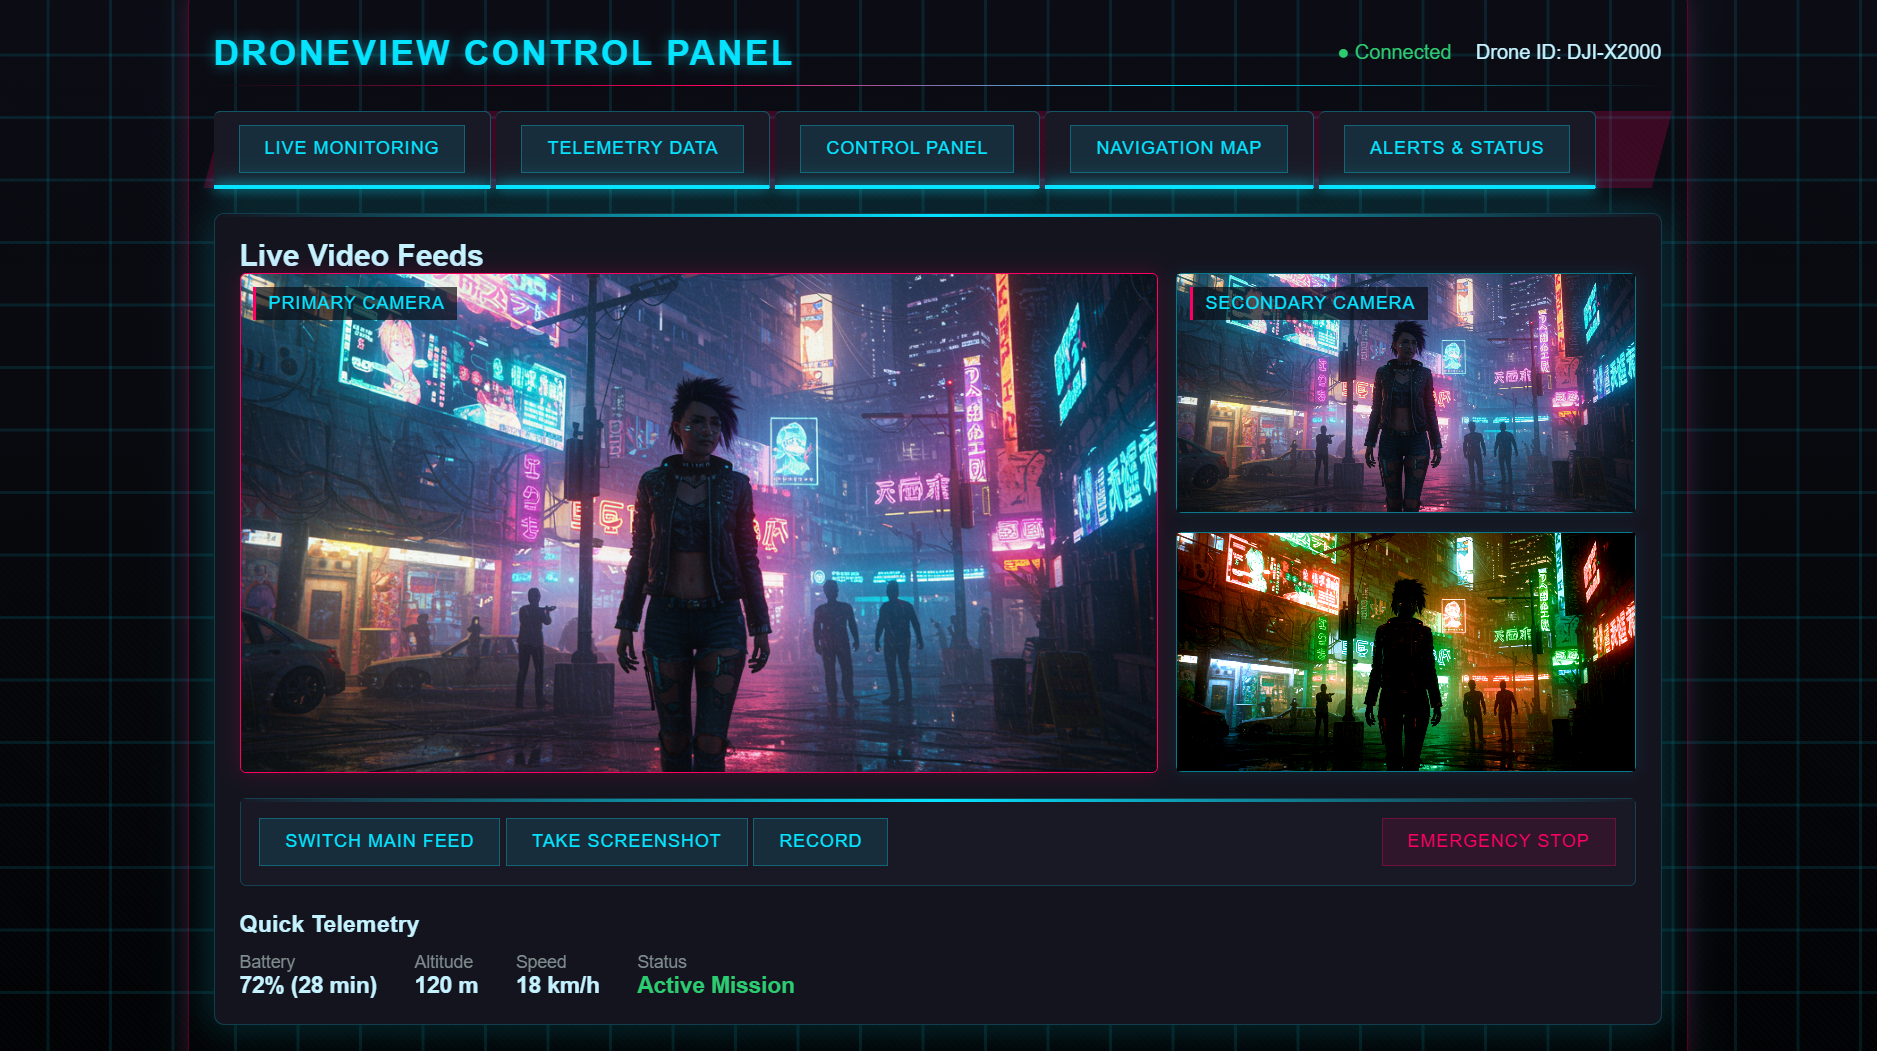 DRONEVIEW CONTROL PANEL
Connected
Drone ID: DJI-X2000
LIVE MONITORING
TELEMETRY DATA
CONTROL PANEL
NAVIGATION MAP
ALERTS & STATUS
Live Video Feeds
PRIMARY CAMERA
SECONDARY CAMERA
SWITCH MAIN FEED
TAKE SCREENSHOT
RECORD
EMERGENCY STOP
Quick Telemetry
Battery
72% (28 min)
Altitude
120 m
Speed
18 km/h
Status
Active Mission